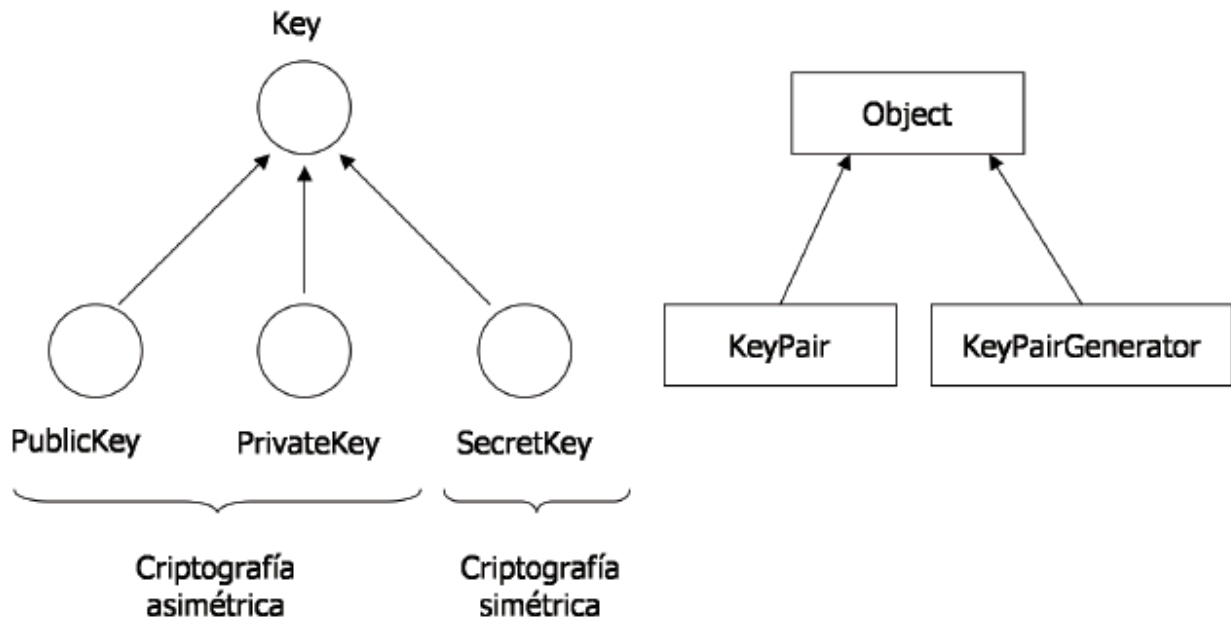 Key
Object
KeyPair
KeyPairGenerator
PublicKey
PrivateKey
SecretKey
Criptografía
asimétrica
Criptografía
simétrica